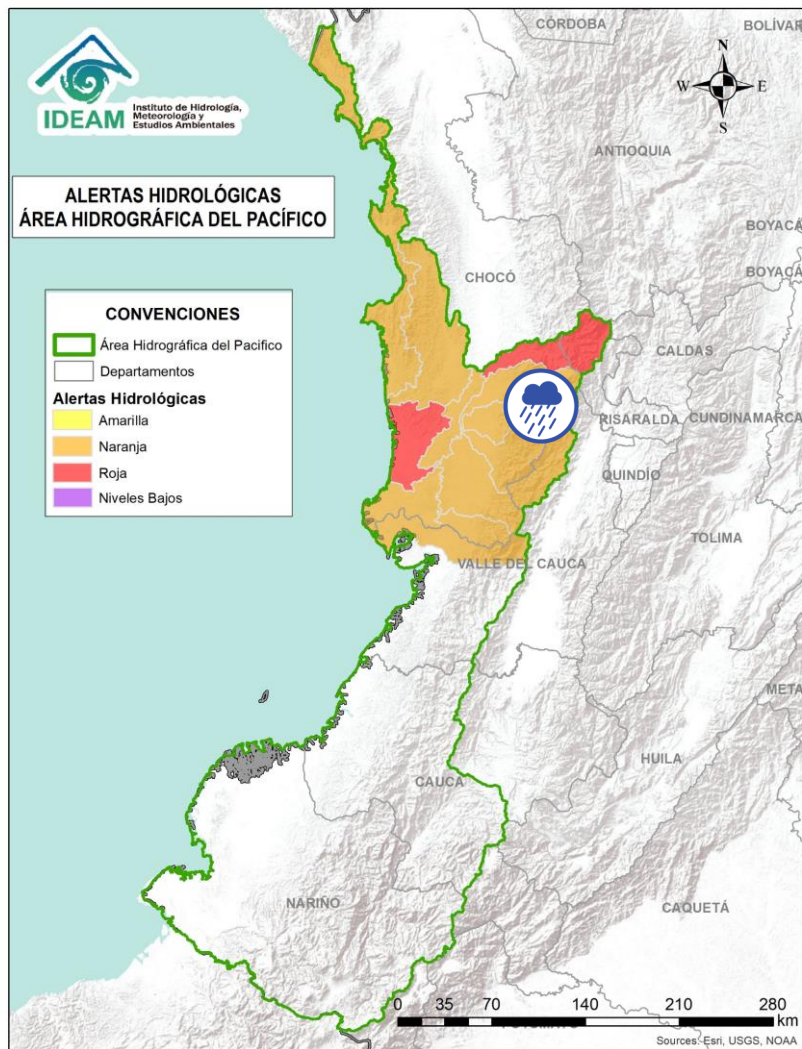 IDEAM
Instituto de Hidrología,
Meteorología y
Estudios Ambientales
ALERTAS HIDROLÓGICAS
ÁREA HIDROGRÁFICA DEL PACÍFICO
CONVENCIONES
Área Hidrográfica del Pacifico
Departamentos
Alertas Hidrológicas
Amarilla
Naranja
Roja
Niveles Bajos
N
W
E
S
CÓRDOBA
BOLÍVAR
ANTIOQUIA
BOYACÁ
BOYACÁ
CHOCÓ
CALDAS
RISARALDA
CUNDINAMARCA
QUINDÍO
TOLIMA
VALLE DEL CAUCA
META
HUILA
CAUCA
NARIÑO
CAQUETÁ
0 35 70 140 210 280
km
Sources: Esri, USGS, NOAA